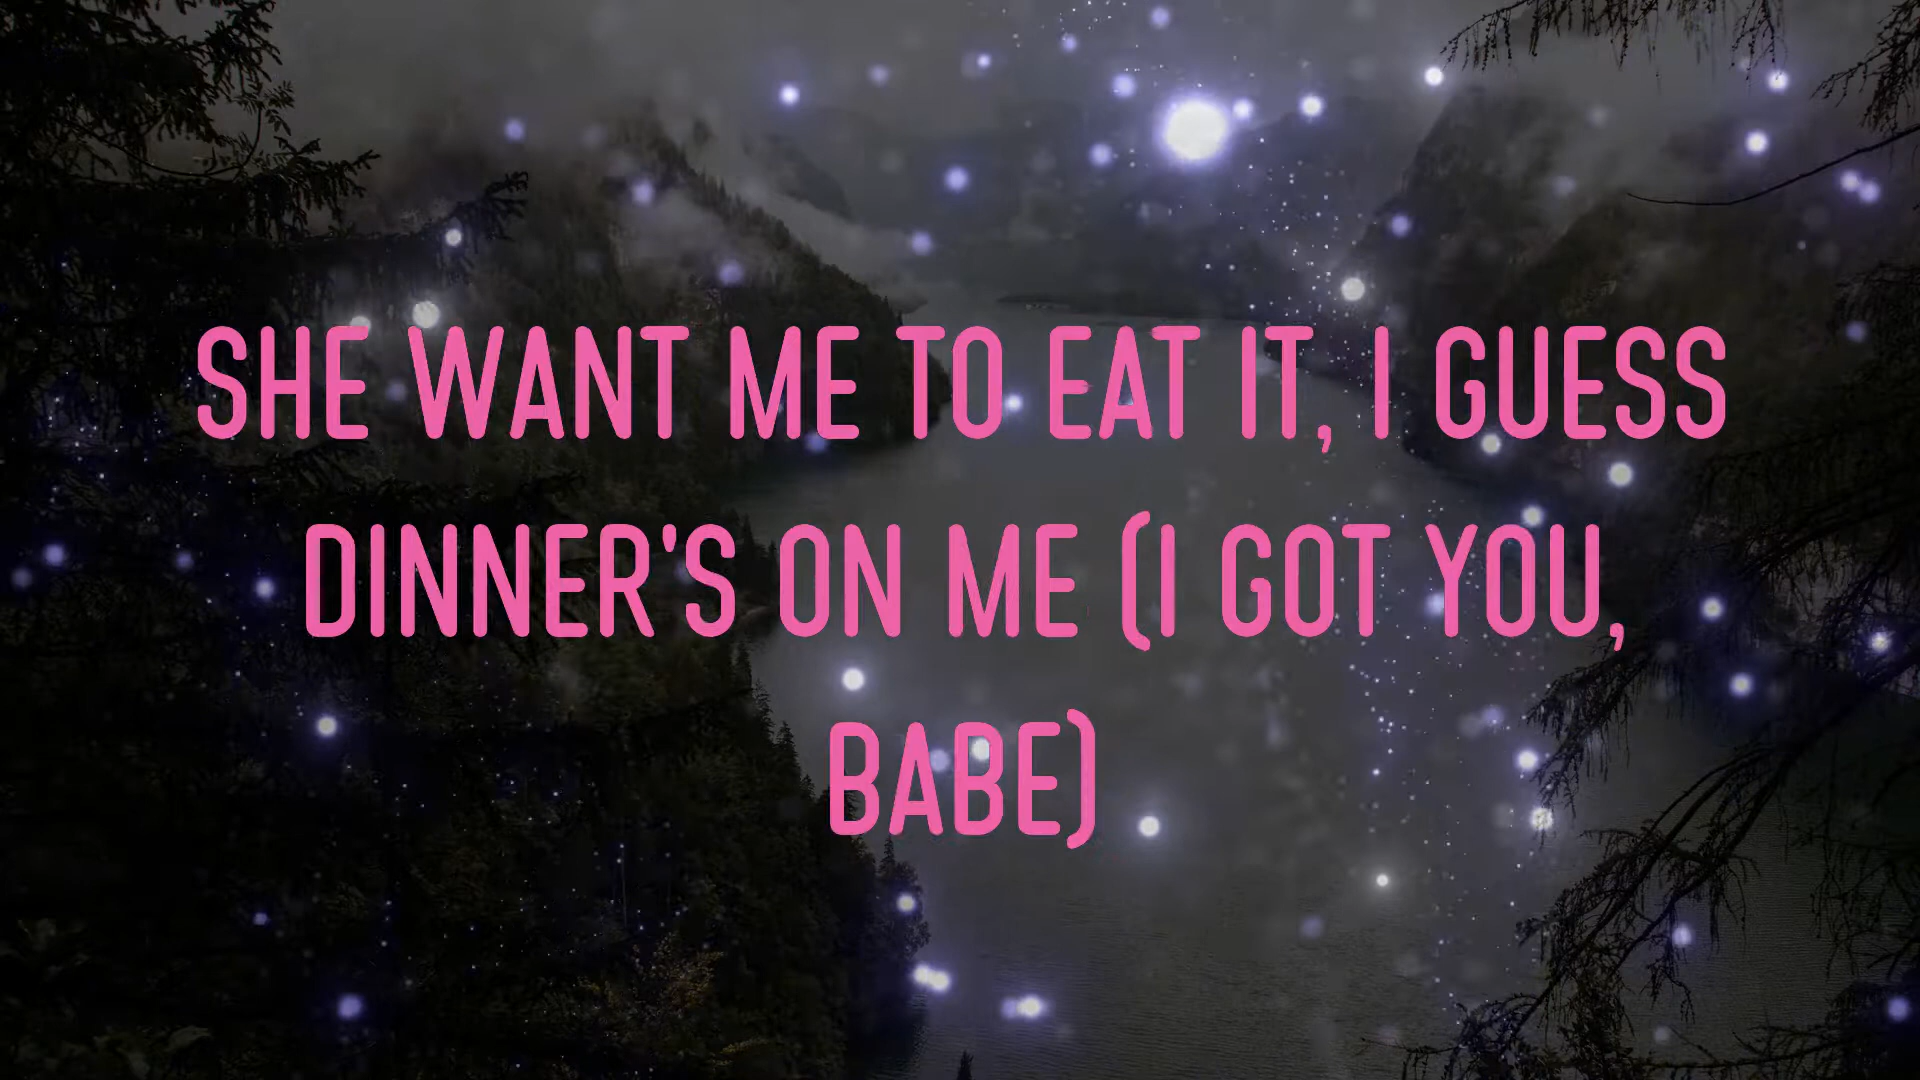 SHE WANT ME TO EAT IT, I GUESS
DINNER'S ON ME (I GOT YOU,
BABE)